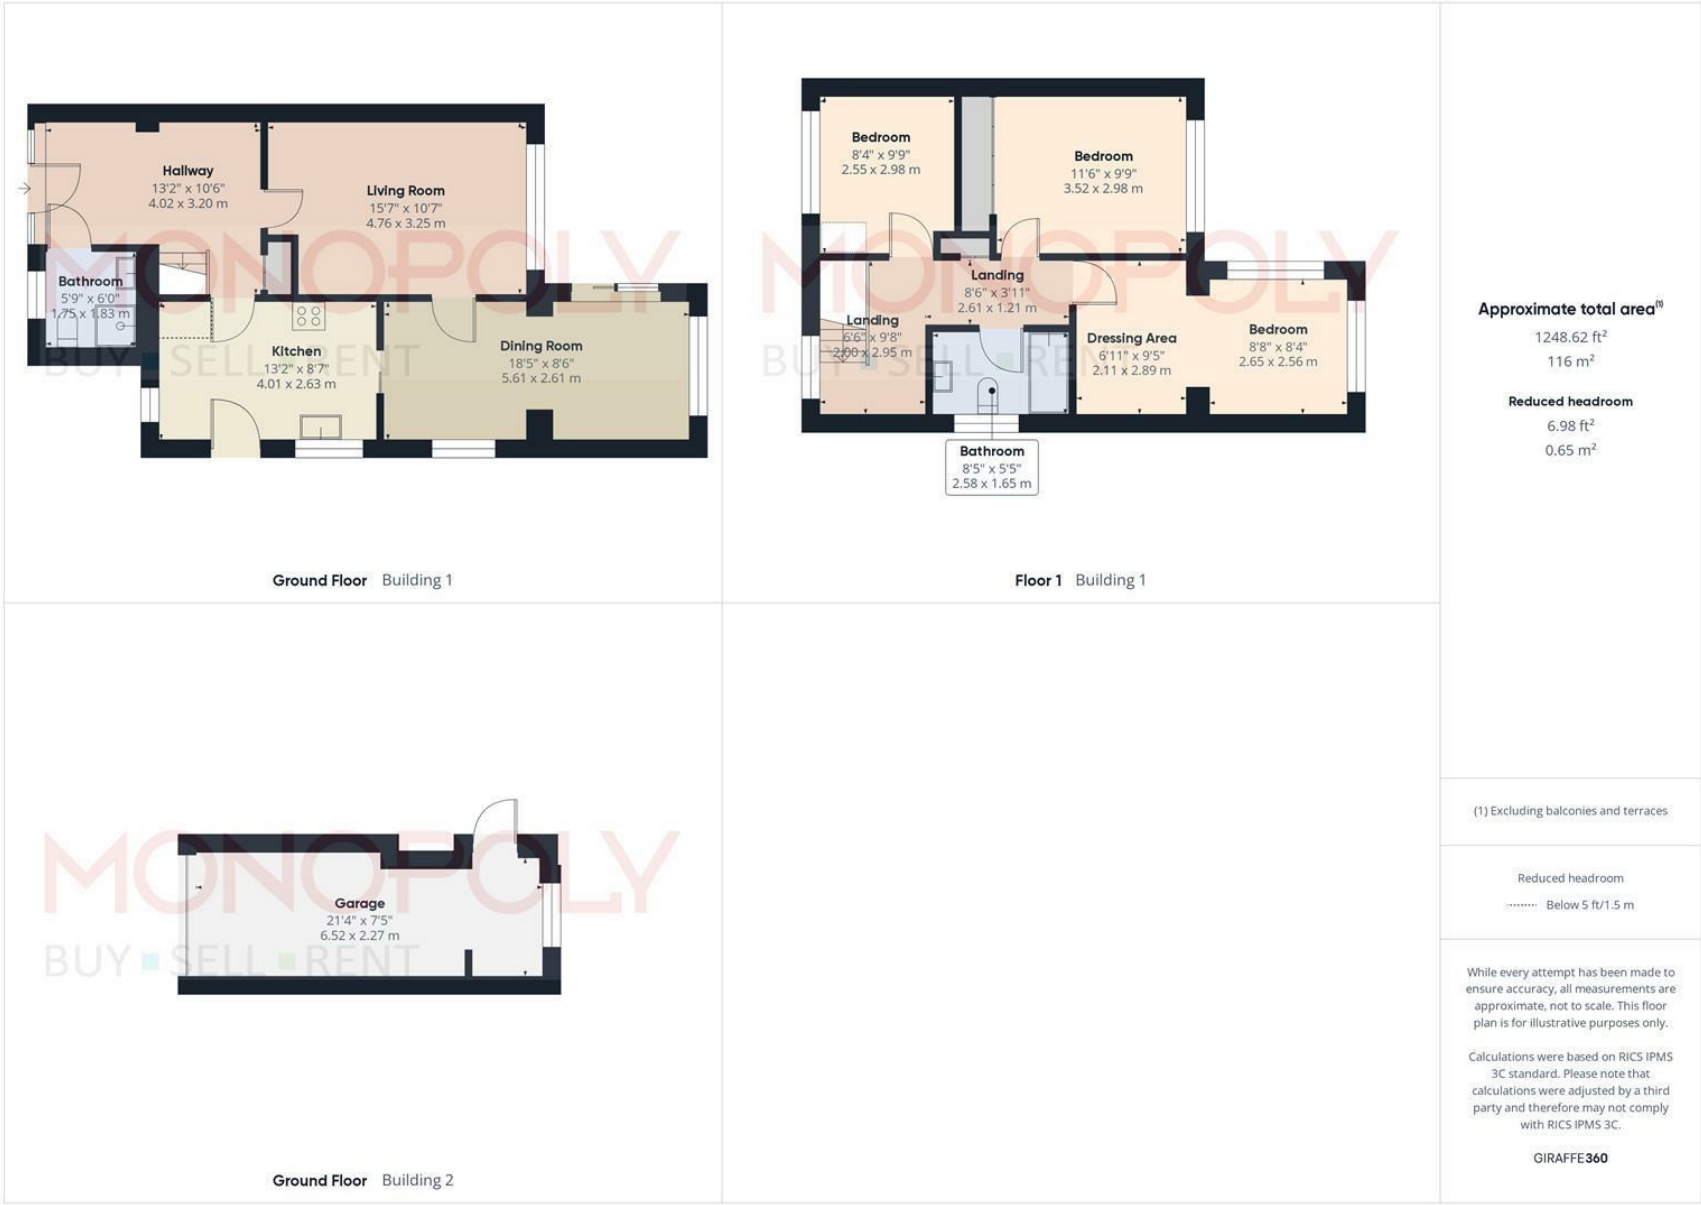 Hallway
13'2" x 10'6"
4.02 x 3.20 m
Living Room
15'7" x 10'7"
4.76 x 3.25 m
Bathroom
5'9" x 6'0"
1.75 x 1.83 m
Kitchen
13'2" x 8'7"
4.01 x 2.63 m
Dining Room
18'5" x 8'6"
5.61 x 2.61 m
MONOPOLY
BUY SELL RENT
Ground Floor Building 1
Bedroom
8'4" x 9'9"
2.55 x 2.98 m
Bedroom
11'6" x 9'9"
3.52 x 2.98 m
Landing
8'6" x 3'11"
2.61 x 1.21 m
Landing
6'6" x 9'8"
2.00 x 2.95 m
Dressing Area
6'11" x 9'5"
2.11 x 2.89 m
Bedroom
8'8" x 8'4"
2.65 x 2.56 m
Bathroom
8'5" x 5'5"
2.58 x 1.65 m
MONOPOLY
BUY SELL RENT
Floor 1 Building 1
Garage
21'4" x 7'5"
6.52 x 2.27 m
MONOPOLY
BUY SELL RENT
Ground Floor Building 2
Approximate total area(1)
1248.62 ft²
116 m²
Reduced headroom
6.98 ft²
0.65 m²
(1) Excluding balconies and terraces
Reduced headroom
Below 5 ft/1.5 m
While every attempt has been made to
ensure accuracy, all measurements are
approximate, not to scale. This floor
plan is for illustrative purposes only.
Calculations were based on RICS IPMS
3C standard. Please note that
calculations were adjusted by a third
party and therefore may not comply
with RICS IPMS 3C.
GIRAFFE360